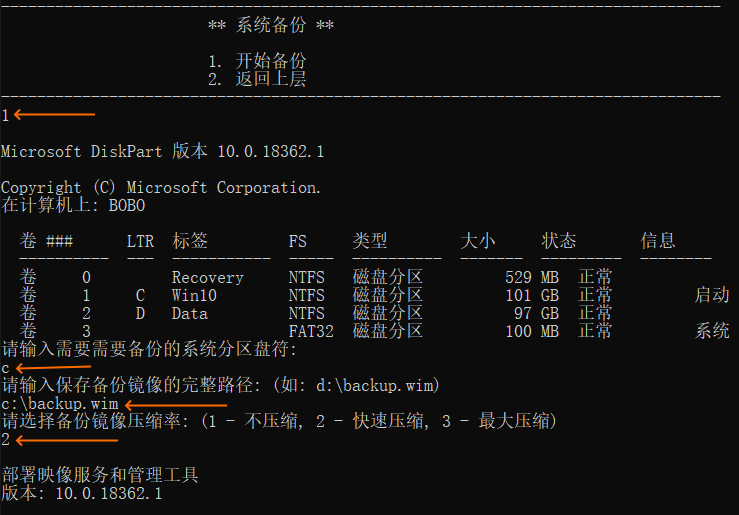 --------------------------------------------------------------------------------
** 系统备份 **
1. 开始备份
2. 返回上层
--------------------------------------------------------------------------------
1
Microsoft DiskPart 版本 10.0.18362.1
Copyright (C) Microsoft Corporation.
在计算机上: BOBO
卷 ### LTR 标签 FS 类型 大小 状态 信息
---------- --- ----------- ----- ---------- ------- --------- --------
卷 0 Recovery NTFS 磁盘分区 529 MB 正常
卷 1 C Win10 NTFS 磁盘分区 101 GB 正常 启动
卷 2 D Data NTFS 磁盘分区 97 GB 正常
卷 3 FAT32 磁盘分区 100 MB 正常 系统
请输入需要需要备份的系统分区盘符:
c
请输入保存备份镜像的完整路径: (如: d:\backup.wim)
c:\backup.wim
请选择备份镜像压缩率: (1 - 不压缩, 2 - 快速压缩, 3 - 最大压缩)
2
部署映像服务和管理工具
版本: 10.0.18362.1